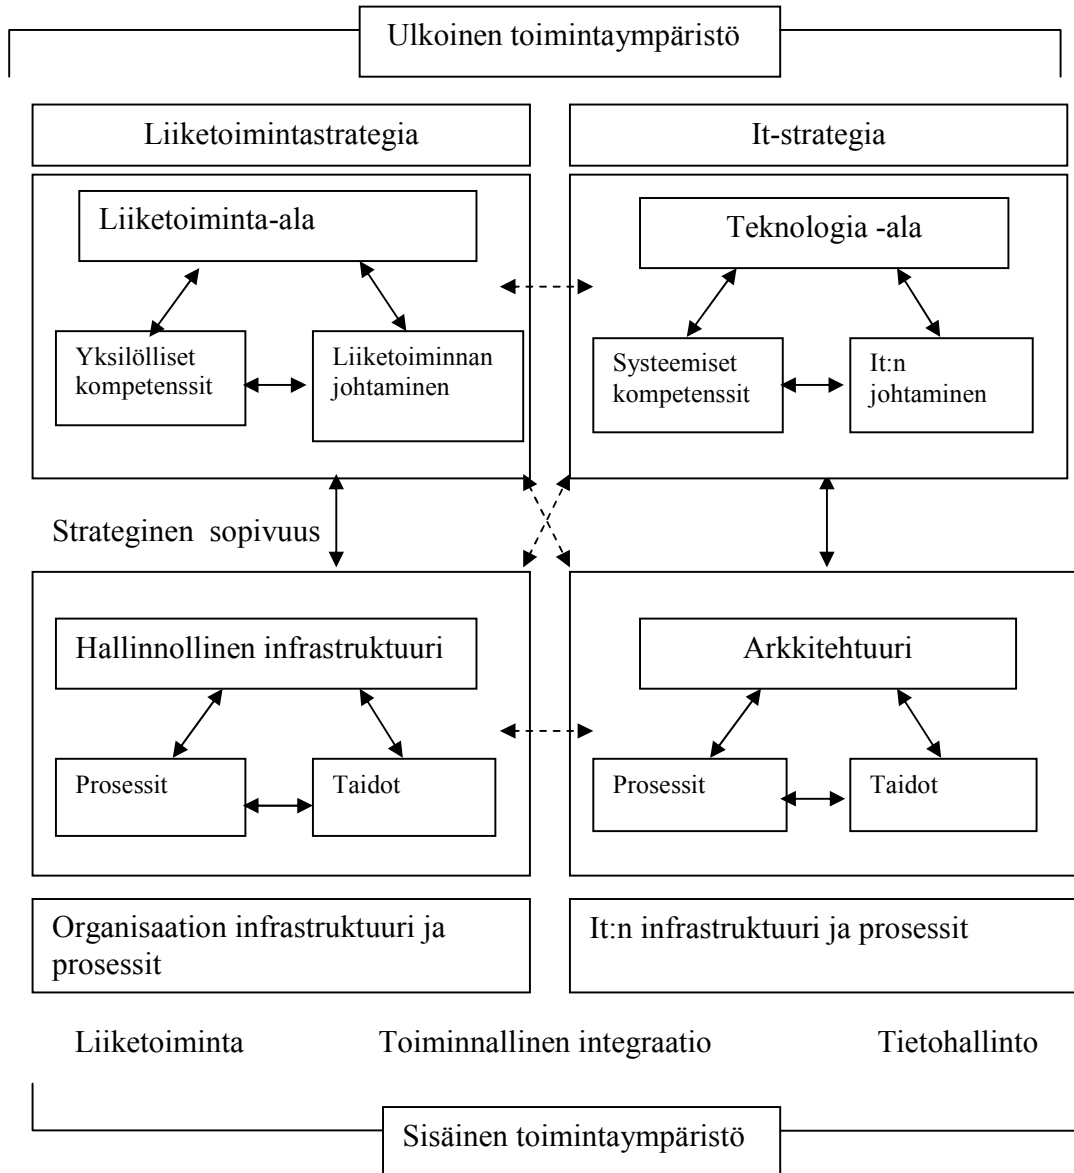 Ulkoinen toimintaympäristö
Liiketoimintastrategia
It-strategia
Liiketoiminta-ala
Teknologia -ala
Yksilölliset
kompetenssit
Liiketoiminnan
johtaminen
Systeemiset
kompetenssit
It:n
johtaminen
Strateginen sopivuus
Hallinnollinen infrastruktuuri
Arkkitehtuuri
Prosessit
Taidot
Prosessit
Taidot
Organisaation infrastruktuuri ja
prosessit
It:n infrastruktuuri ja prosessit
Liiketoiminta
Toiminnallinen integraatio
Tietohallinto
Sisäinen toimintaympäristö